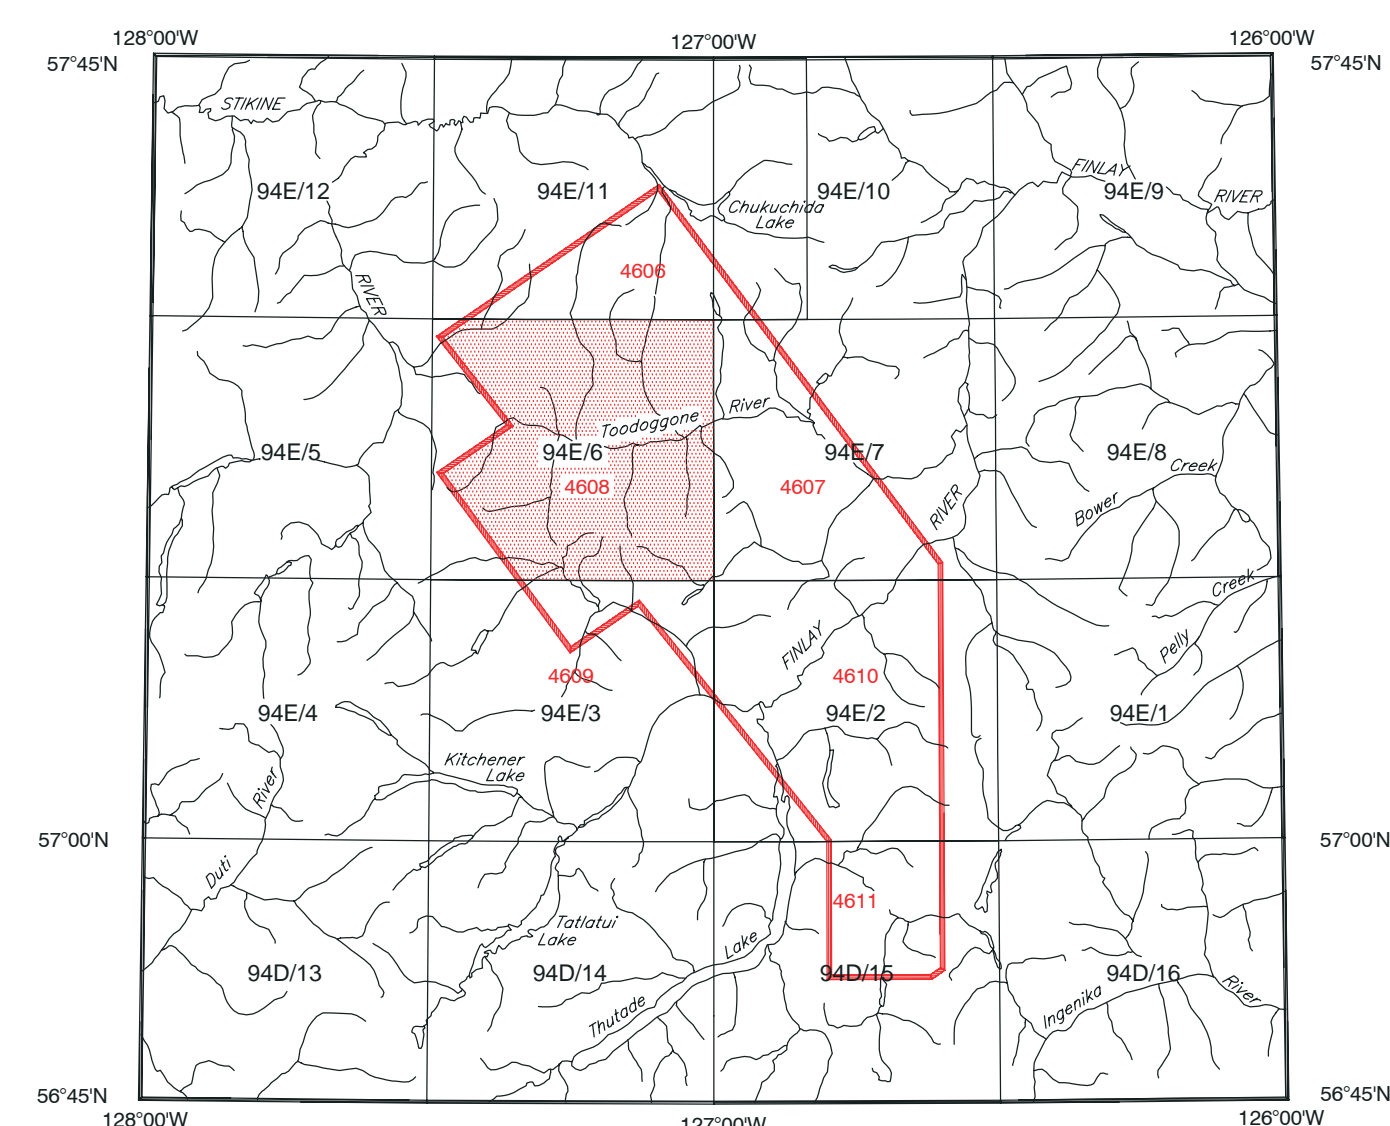 128°00'W
127°00'W
126°00'W
57°45'N
57°45'N
STIKINE
FINLAY
RIVER
94E/12
94E/11
94E/10
94E/9
Chukuchida
Lake
4606
RIVER
River
Toodoggone
94E/5
94E/6
94E/7
94E/8
4608
4607
Creek
Bower
RIVER
Creek
Pelly
FINLAY
4609
4610
94E/4
94E/3
94E/2
94E/1
Kitchener
Lake
River
57°00'N
57°00'N
Duti
4611
Tatlatui
Lake
Lake
94D/13
94D/14
94D/15
94D/16
Thutade
Ingenika
River
56°45'N
56°45'N
128°00'W
127°00'W
126°00'W